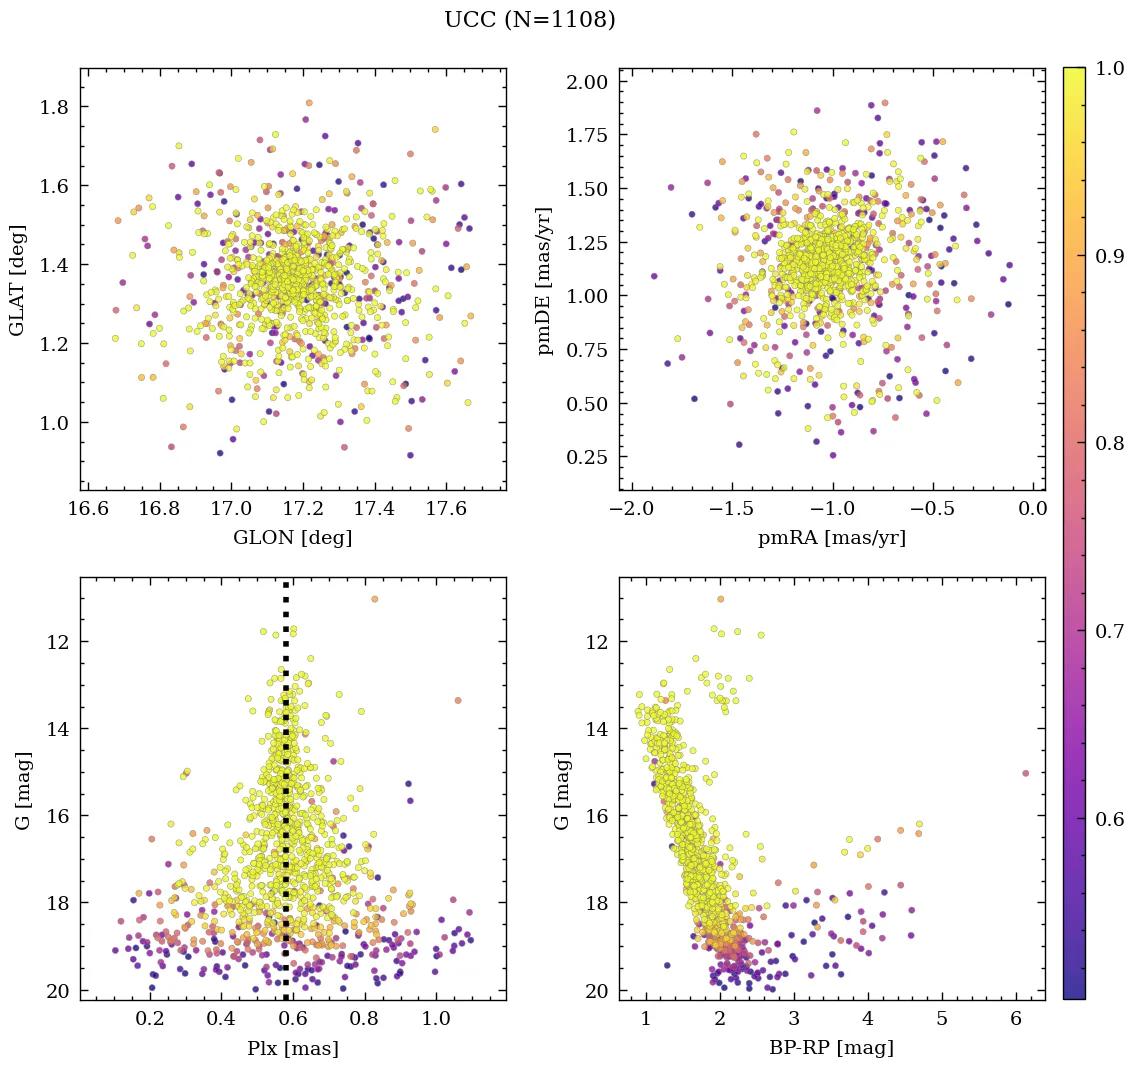 UCC (N=1108)
1.8
1.6
1.4
1.2
1.0
GLAT [deg]
16.6 16.8 17.0 17.2 17.4 17.6
GLON [deg]
2.00
1.75
1.50
1.25
1.00
0.75
0.50
0.25
pmDE [mas/yr]
−2.0 −1.5 −1.0 −0.5 0.0
pmRA [mas/yr]
1.0
0.9
0.8
0.7
0.6
12
14
16
18
20
G [mag]
0.2 0.4 0.6 0.8 1.0
Plx [mas]
12
14
16
18
20
G [mag]
1 2 3 4 5 6
BP-RP [mag]